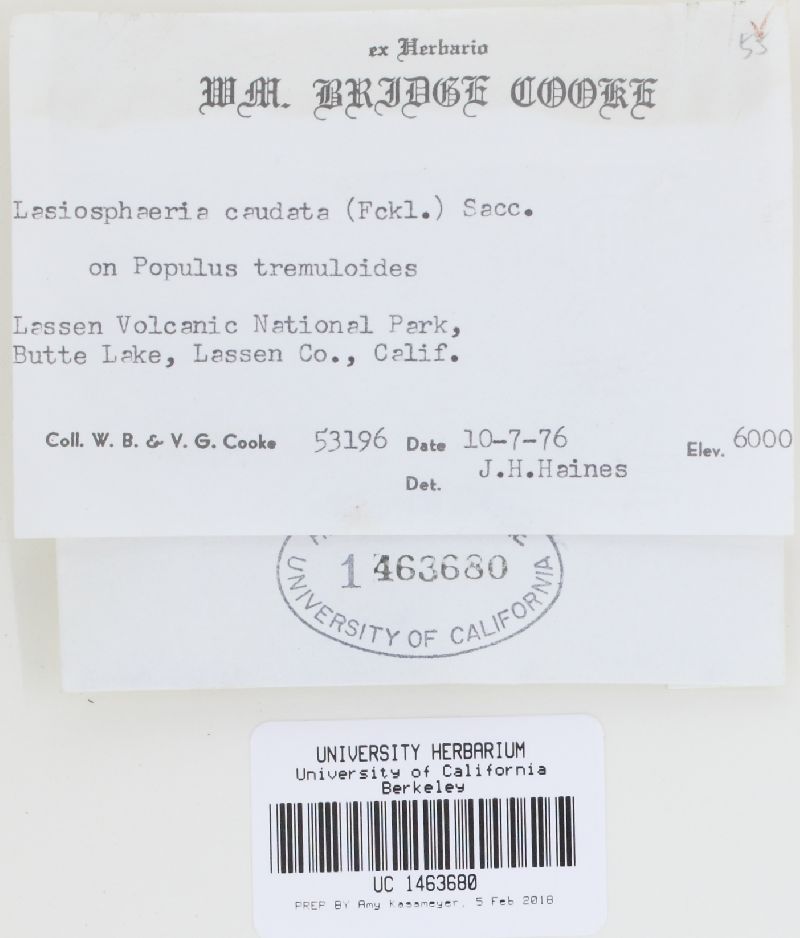 53
ex Herbario
WM. BRIDGE COOKE
Lasiosphaeria caudata (Fckl.) Sacc.
on Populus tremuloides
Lassen Volcanic National Park,
Butte Lake, Lassen Co., Calif.
Coll. W. B. & V. G. Cooke 53196 Date 10-7-76 Elev. 6000
Det. J.H.Haines
1463680
UNIVERSITY OF CALIFORNIA
UNIVERSITY HERBARIUM
University of California
Berkeley
UC 1463680
PREP BY Amy Kassmeyer, 5 Feb 2018